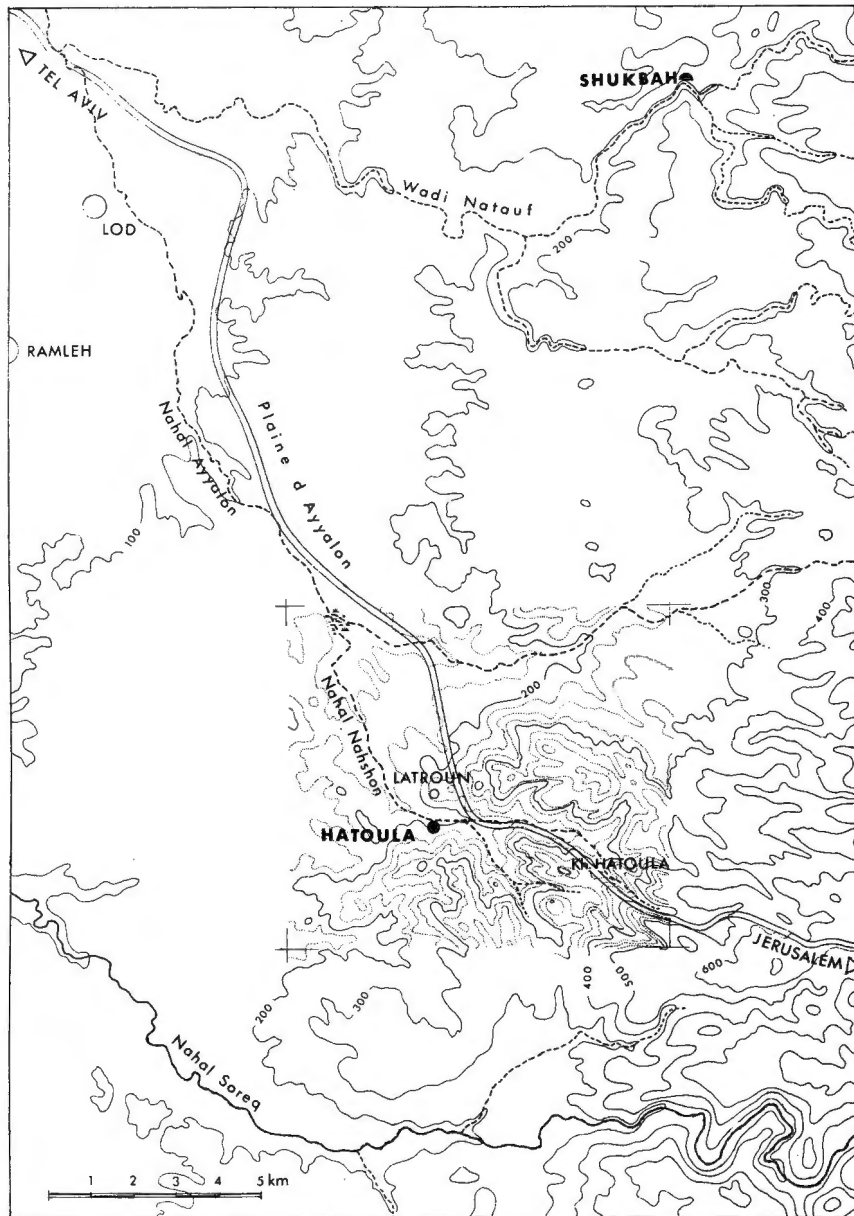 SHUKBAH
TEL AVIV
Wadi Natauf
LOD
200
RAMLEH
Plaine d Ayyalon
Nahal Ayyalon
100
300
400
200
Nahal Nahshon
LATROUN
HATOULA
Kh. HATOULA
JERUSALEM
600
500
400
300
200
Nahal Soreq
1 2 3 4 5 km